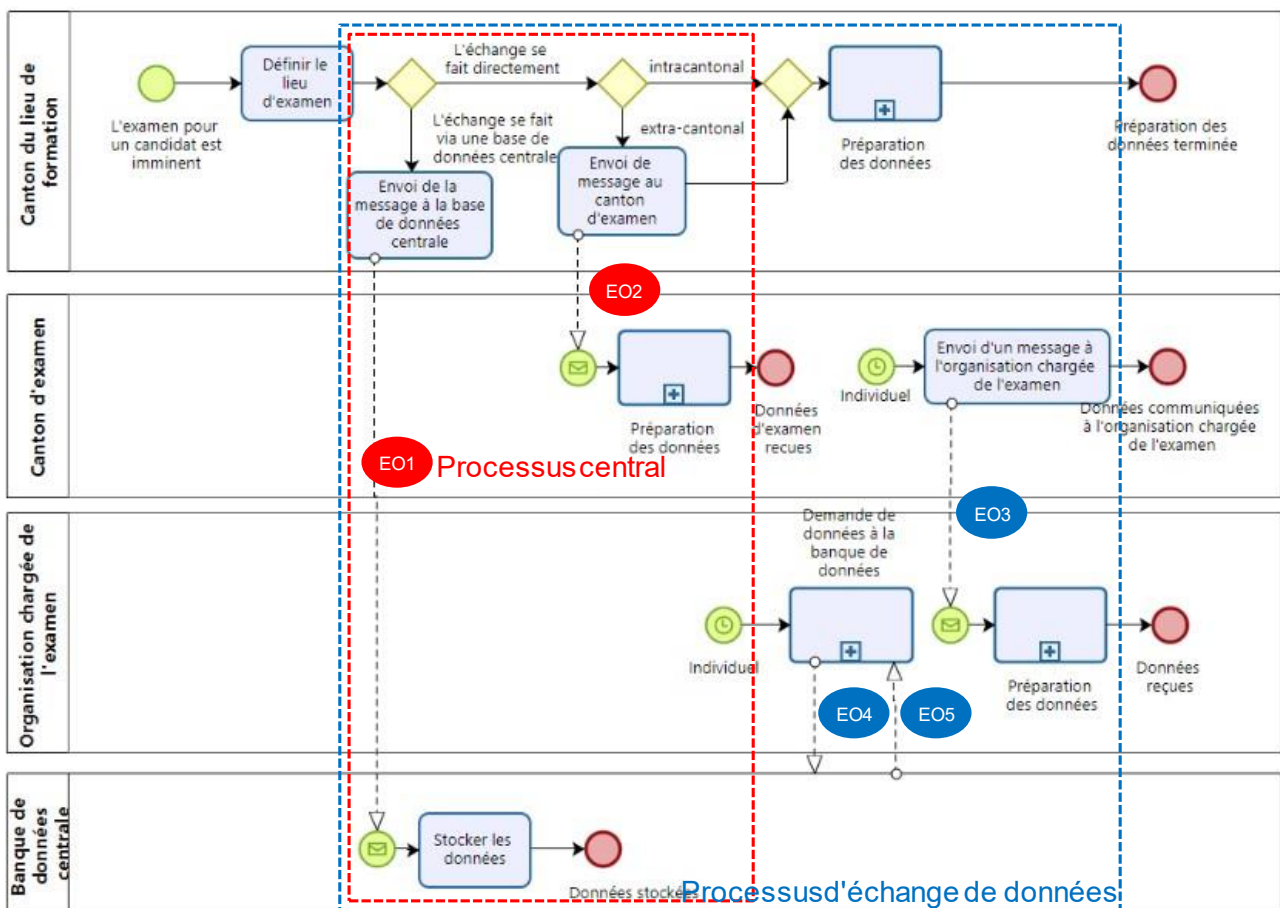 Canton du lieu de
formation
L'examen pour
un candidat est
imminent
Définir le
lieu
d'examen
L'échange se
fait directement
L'échange se fait
via une base de
données centrale
Envoi de la
message à la base
de données
centrale
intracantonal
extra-cantonal
Envoi de
message au
canton
d'examen
Préparation
des données
Préparation des
données terminée
Canton d'examen
EO2
Préparation
des données
Données
d'examen
recues
Individuel
Envoi d'un message à
l'organisation chargée
de l'examen
Données communiquées
à l'organisation chargée
de l'examen
EO1
Processus central
EO3
Organisation chargée de
l'examen
Demande de
données à la
banque de
données
Individuel
EO4
EO5
Préparation
des données
Données
reçues
Banque de
données
centrale
Stocker les
données
Données stockées
Processus d'échange de données